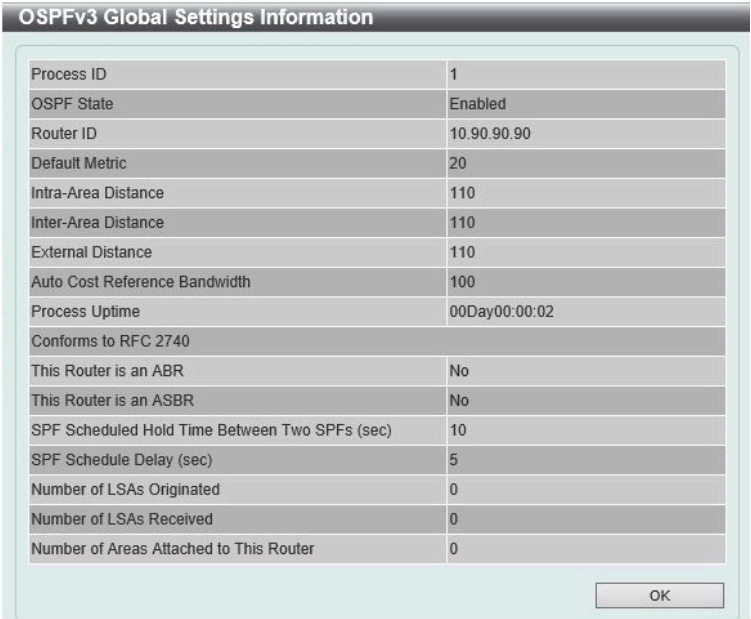 OSPFv3 Global Settings Information
Process ID 1
OSPF State Enabled
Router ID 10.90.90.90
Default Metric 20
Intra-Area Distance 110
Inter-Area Distance 110
External Distance 110
Auto Cost Reference Bandwidth 100
Process Uptime 00Day00:00:02
Conforms to RFC 2740
This Router is an ABR No
This Router is an ASBR No
SPF Scheduled Hold Time Between Two SPFs (sec) 10
SPF Schedule Delay (sec) 5
Number of LSAs Originated 0
Number of LSAs Received 0
Number of Areas Attached to This Router 0
OK